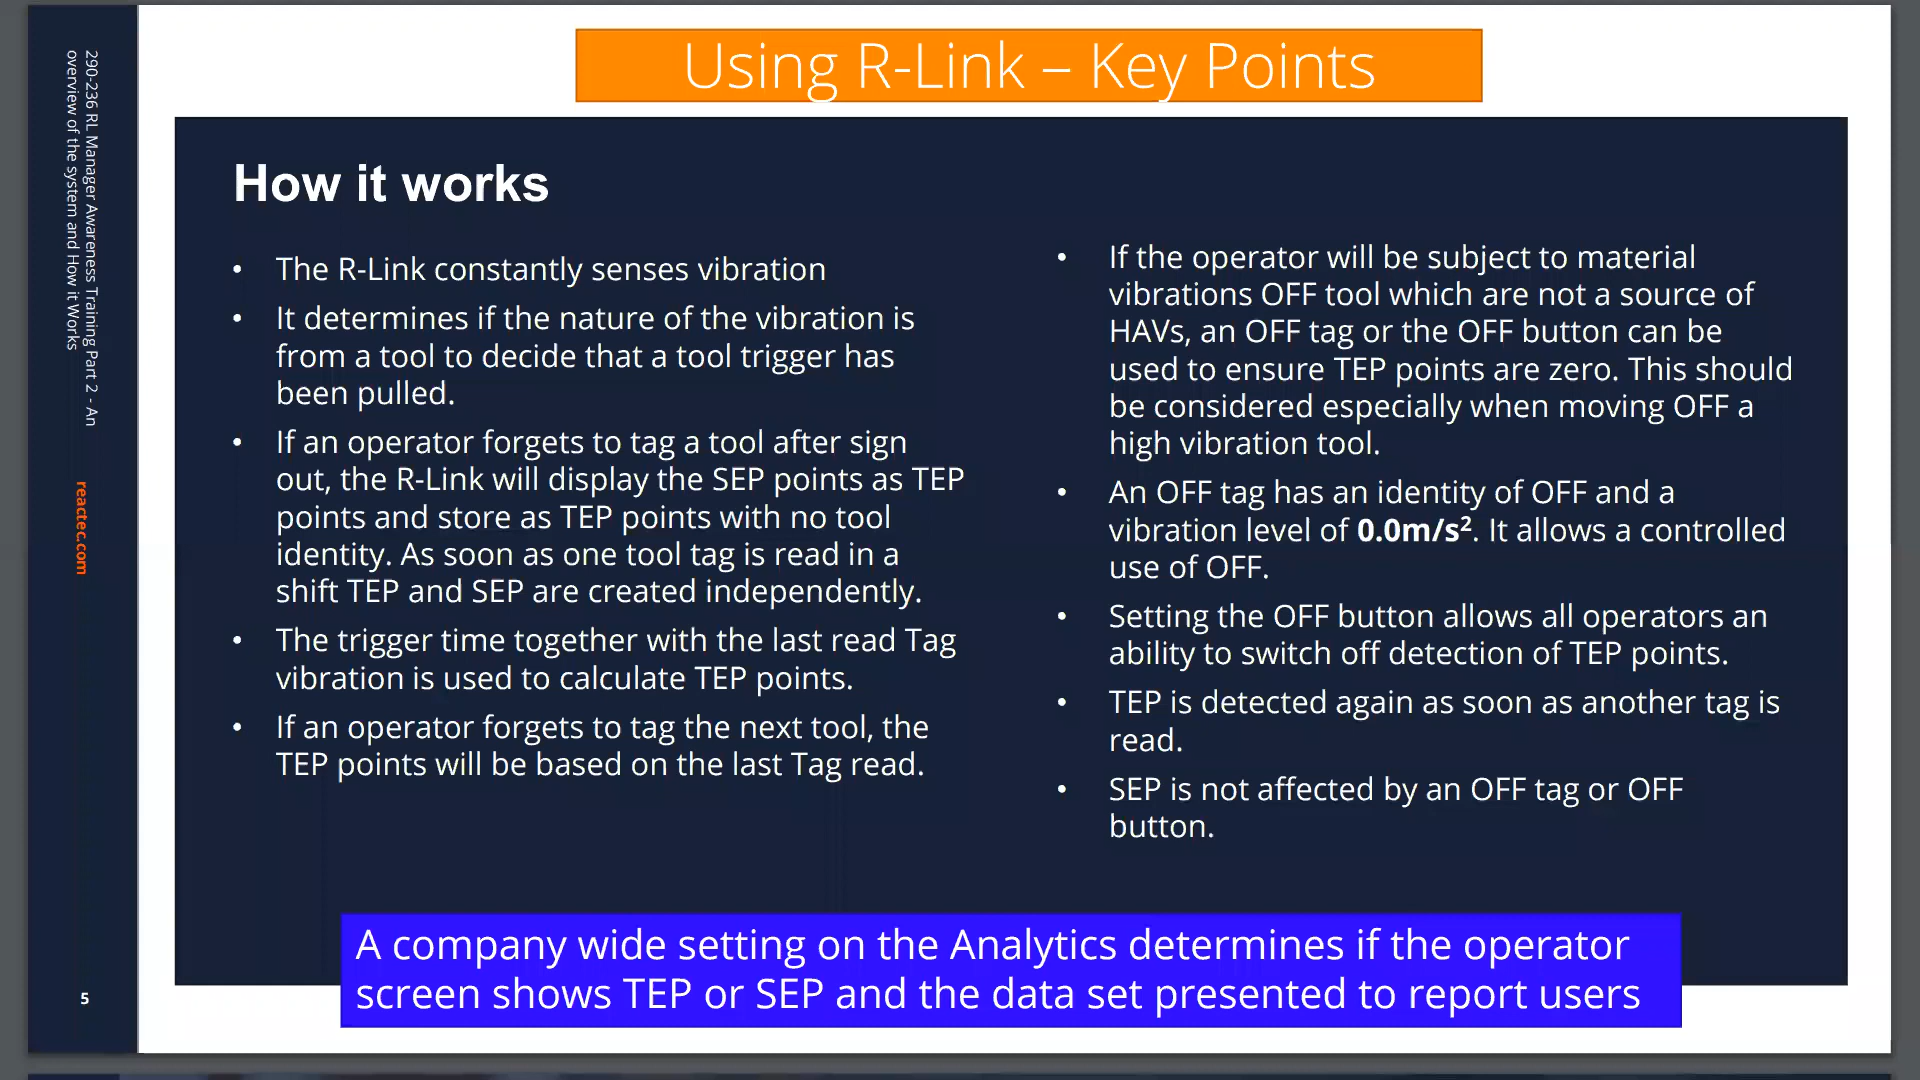 Using R-Link – Key Points
290-236 RL Manager Awareness Training Part 2 - An
overview of the system and How it Works
reactec.com
5
How it works
• The R-Link constantly senses vibration
• It determines if the nature of the vibration is
from a tool to decide that a tool trigger has
been pulled.
• If an operator forgets to tag a tool after sign
out, the R-Link will display the SEP points as TEP
points and store as TEP points with no tool
identity. As soon as one tool tag is read in a
shift TEP and SEP are created independently.
• The trigger time together with the last read Tag
vibration is used to calculate TEP points.
• If an operator forgets to tag the next tool, the
TEP points will be based on the last Tag read.
• If the operator will be subject to material
vibrations OFF tool which are not a source of
HAVs, an OFF tag or the OFF button can be
used to ensure TEP points are zero. This should
be considered especially when moving OFF a
high vibration tool.
• An OFF tag has an identity of OFF and a
vibration level of 0.0m/s². It allows a controlled
use of OFF.
• Setting the OFF button allows all operators an
ability to switch off detection of TEP points.
• TEP is detected again as soon as another tag is
read.
• SEP is not affected by an OFF tag or OFF
button.
A company wide setting on the Analytics determines if the operator
screen shows TEP or SEP and the data set presented to report users